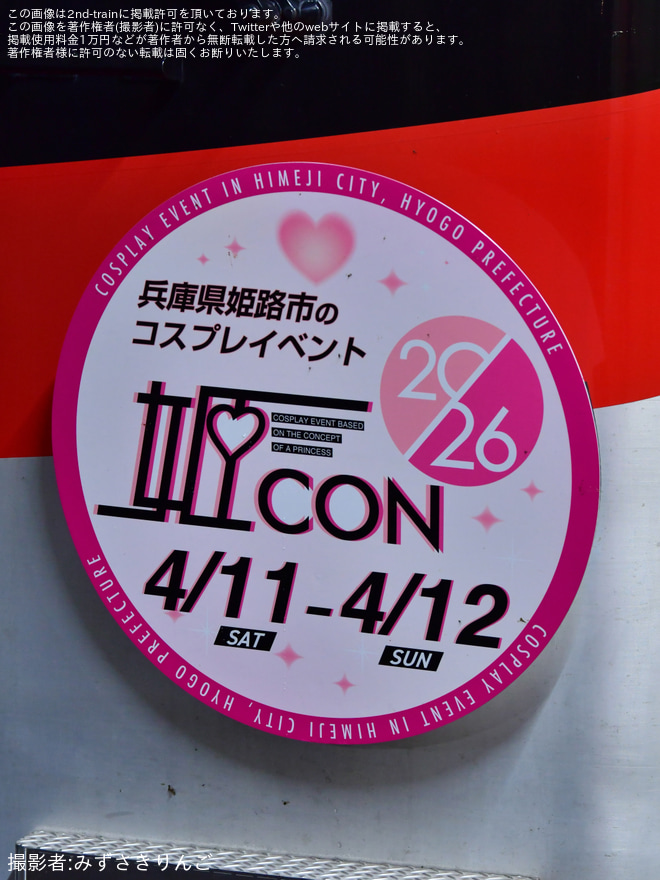 この画像は2nd-trainに掲載許可を頂いております。
この画像を著作権者(撮影者)に許可なく、Twitterや他のwebサイトに掲載すると、
掲載使用料金1万円などが著作者から無断転載した方へ請求される可能性があります。
著作権者様に許可のない転載は固くお断りいたします。
COSPLAY EVENT IN HIMEJI CITY, HYOGO PREFECTURE
兵庫県姫路市の
コスプレイベント
2026
姫CON
COSPLAY EVENT BASED
ON THE CONCEPT
OF A PRINCESS
4/11-4/12
SAT SUN
COSPLAY EVENT IN HIMEJI CITY, HYOGO PREFECTURE
撮影者:みずさきりんご